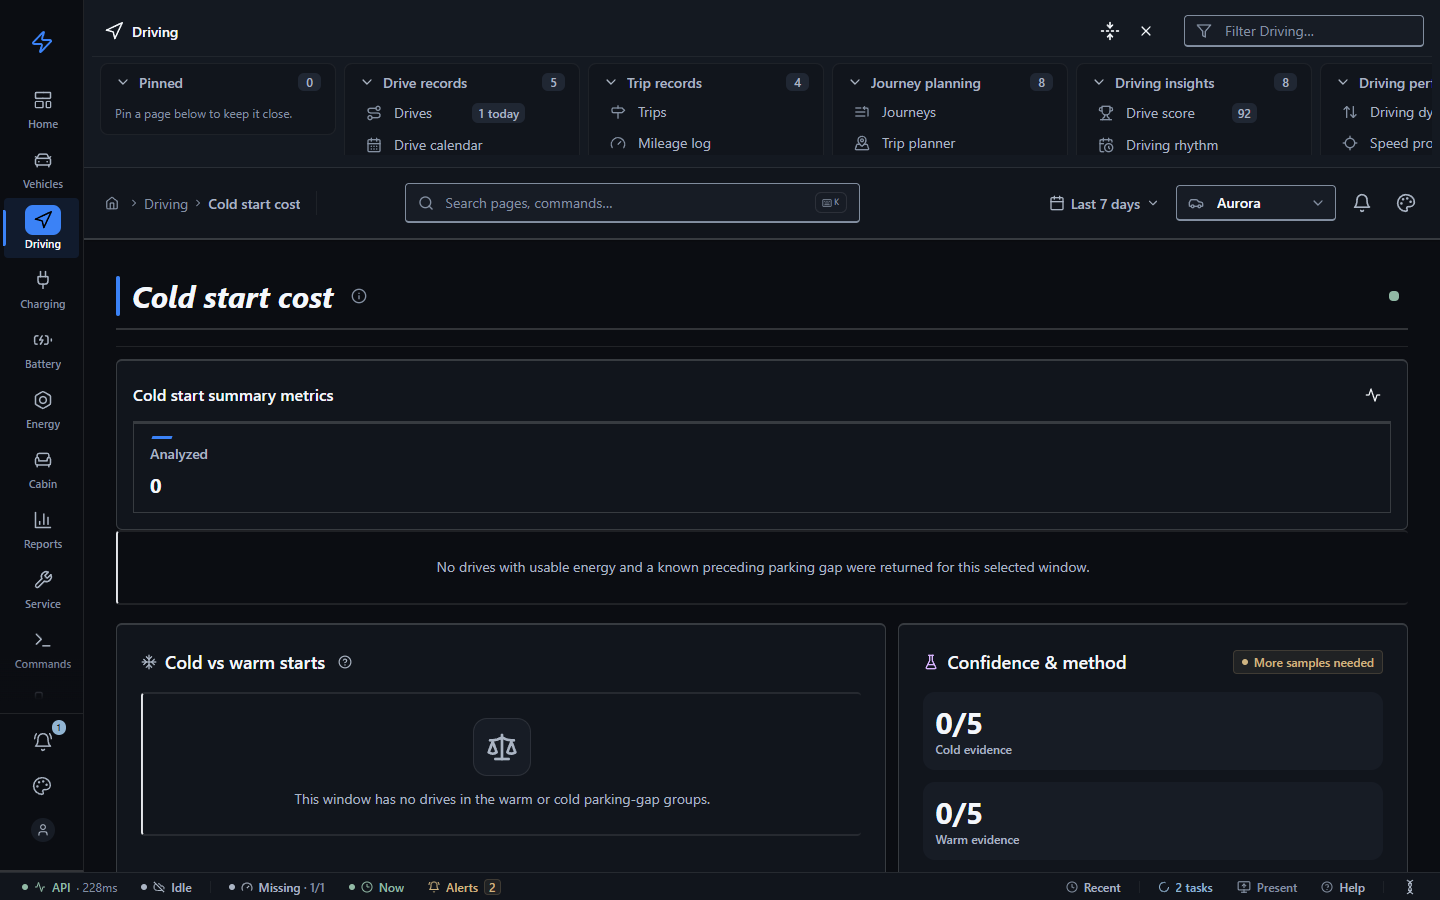 Driving
Filter Driving...
Pinned 0
Pin a page below to keep it close.
Drive records 5
Drives 1 today
Drive calendar
Trip records 4
Trips
Mileage log
Journey planning 8
Journeys
Trip planner
Driving insights 8
Drive score 92
Driving rhythm
Driving per
Driving dy
Speed pro
Home
Vehicles
Driving
Charging
Battery
Energy
Cabin
Reports
Service
Commands
1
Driving
Cold start cost
Search pages, commands...
K
Last 7 days
Aurora
Cold start cost
Cold start summary metrics
Analyzed
0
No drives with usable energy and a known preceding parking gap were returned for this selected window.
Cold vs warm starts
This window has no drives in the warm or cold parking-gap groups.
Confidence & method
More samples needed
0/5
Cold evidence
0/5
Warm evidence
API · 228ms
Idle
Missing · 1/1
Now
Alerts 2
Recent
2 tasks
Present
Help